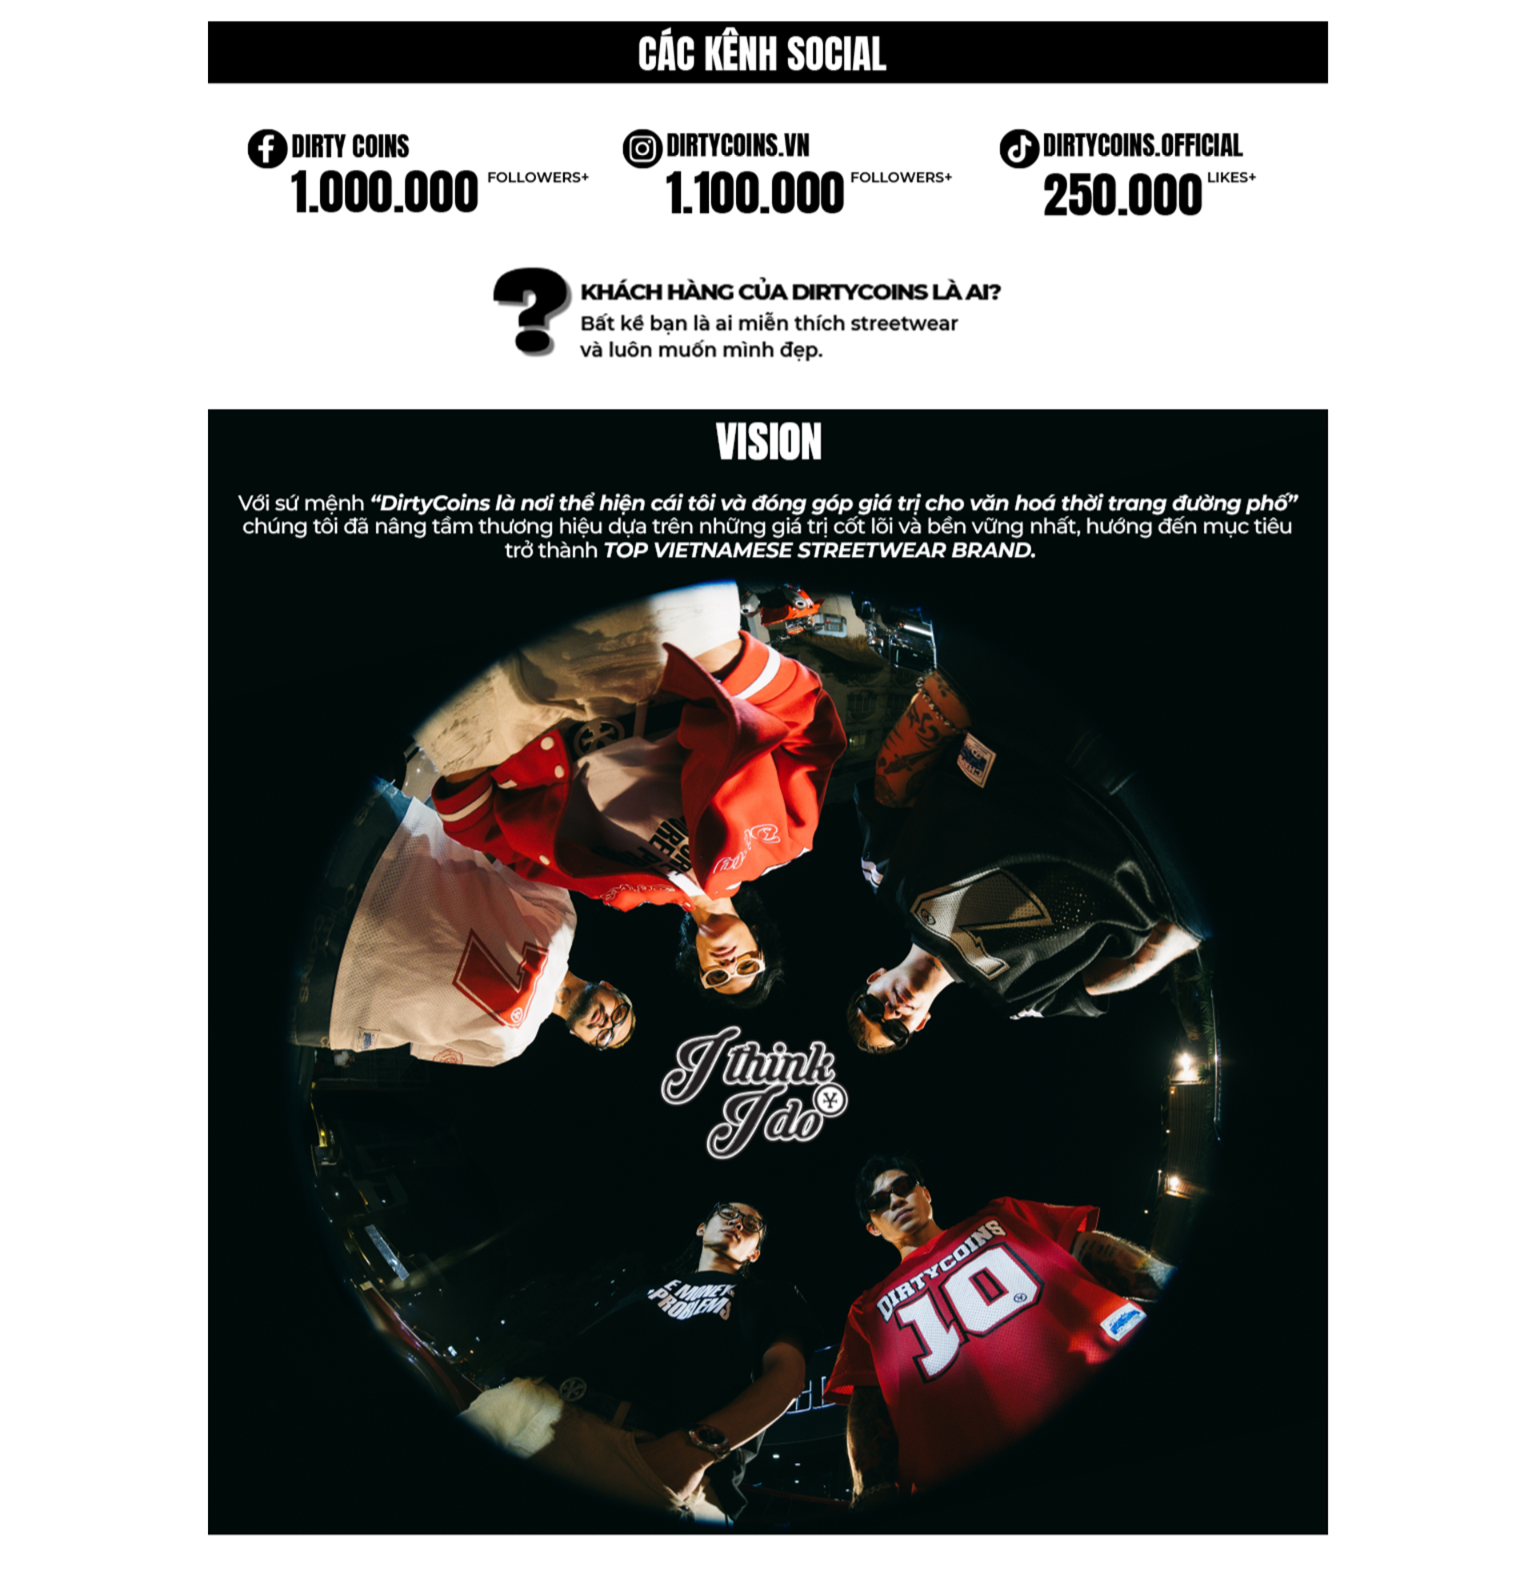 CÁC KÊNH SOCIAL
DIRTY COINS
1.000.000 FOLLOWERS+
DIRTYCOINS.VN
1.100.000 FOLLOWERS+
DIRTYCOINS.OFFICIAL
250.000 LIKES+
KHÁCH HÀNG CỦA DIRTYCOINS LÀ AI?
Bất kể bạn là ai miễn thích streetwear
và luôn muốn mình đẹp.
VISION
Với sứ mệnh “DirtyCoins là nơi thể hiện cái tôi và đóng góp giá trị cho văn hoá thời trang đường phố”
chúng tôi đã nâng tầm thương hiệu dựa trên những giá trị cốt lõi và bền vững nhất, hướng đến mục tiêu
trở thành TOP VIETNAMESE STREETWEAR BRAND.
I think
I do
E MONEY
PROBLEMS
DIRTYCOINS
10